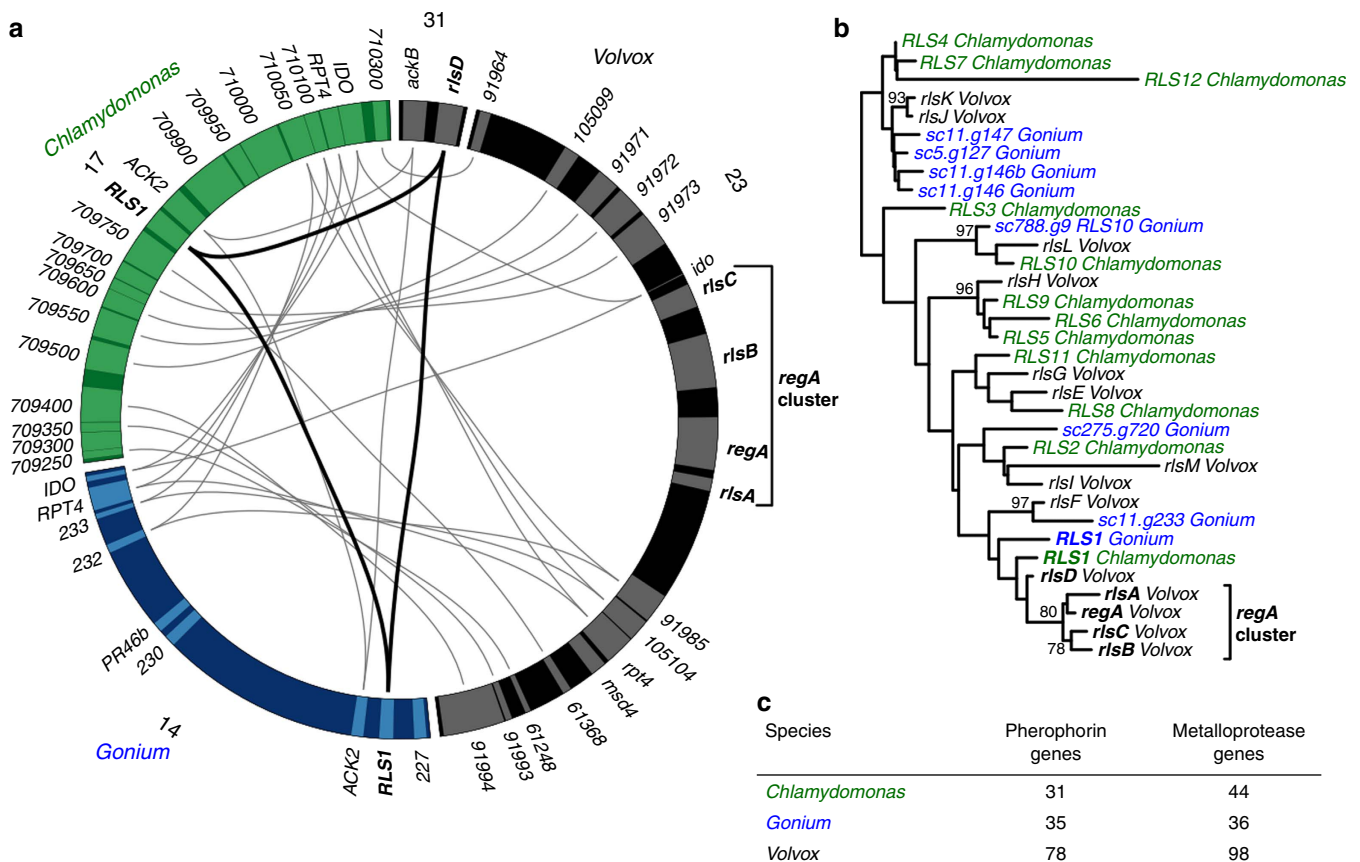 a
Chlamydomonas
17
709250
709300
709350
709400
709500
709550
709600
709650
709700
709750
RLS1
ACK2
709900
709950
710000
710050
710100
RPT4
IDO
710300
31
ackB
rlsD
Volvox
91964
105099
91971
91972
91973
23
ido
rlsC
rlsB
regA
rlsA
regA
cluster
91985
105104
rpt4
msd4
61368
61248
91993
91994
Gonium
14
IDO
RPT4
233
232
PR46b
230
ACK2
RLS1
227
b
RLS4 Chlamydomonas
RLS7 Chlamydomonas
RLS12 Chlamydomonas
93
rlsK Volvox
rlsJ Volvox
sc11.g147 Gonium
sc5.g127 Gonium
sc11.g146b Gonium
sc11.g146 Gonium
RLS3 Chlamydomonas
97
sc788.g9 RLS10 Gonium
rlsL Volvox
RLS10 Chlamydomonas
96
rlsH Volvox
RLS9 Chlamydomonas
RLS6 Chlamydomonas
RLS5 Chlamydomonas
RLS11 Chlamydomonas
rlsG Volvox
rlsE Volvox
RLS8 Chlamydomonas
sc275.g720 Gonium
RLS2 Chlamydomonas
rlsM Volvox
rlsI Volvox
97
rlsF Volvox
sc11.g233 Gonium
RLS1 Gonium
RLS1 Chlamydomonas
rlsD Volvox
rlsA Volvox
80
regA Volvox
rlsC Volvox
78
rlsB Volvox
regA
cluster
c
Species Pherophorin genes Metalloprotease genes
Chlamydomonas 31 44
Gonium 35 36
Volvox 78 98